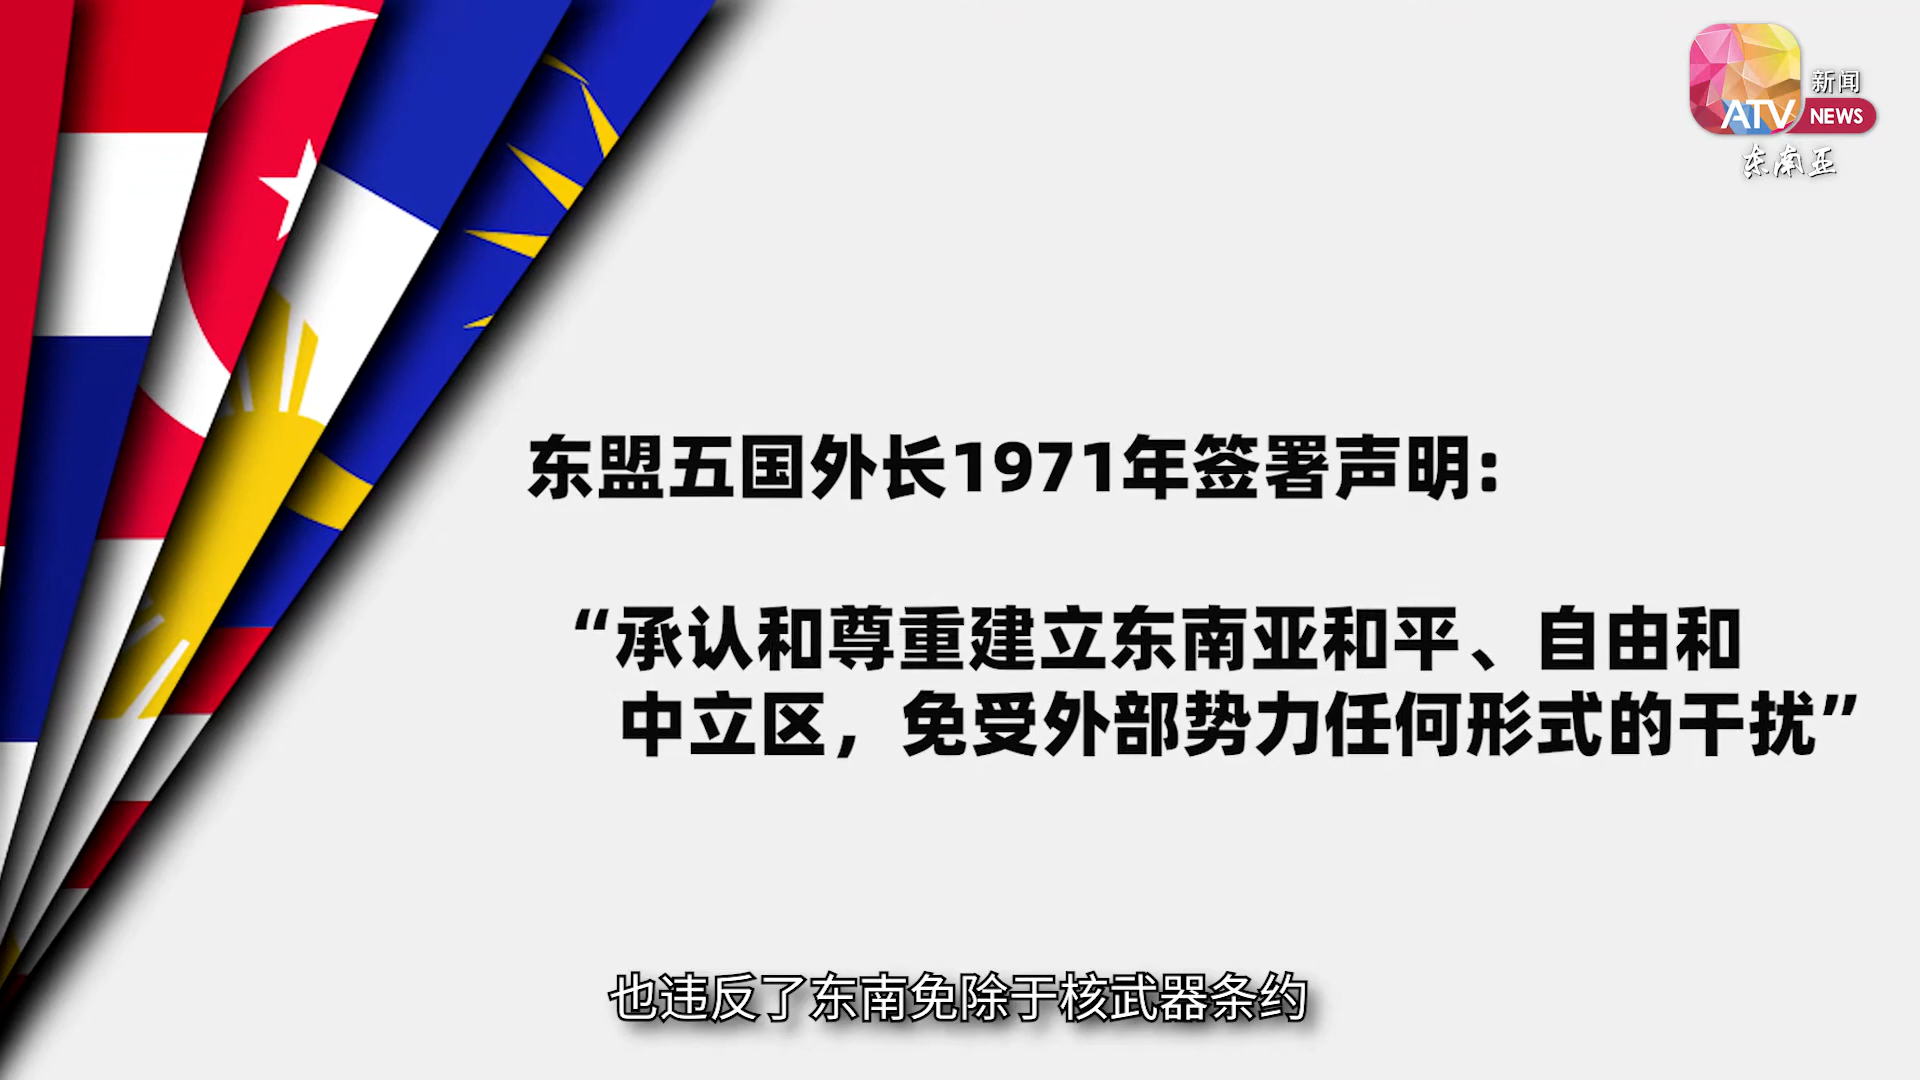 新闻
ATV NEWS
东南亚
东盟五国外长1971年签署声明：
“承认和尊重建立东南亚和平、自由和
中立区，免受外部势力任何形式的干扰”
也违反了东南免除于核武器条约